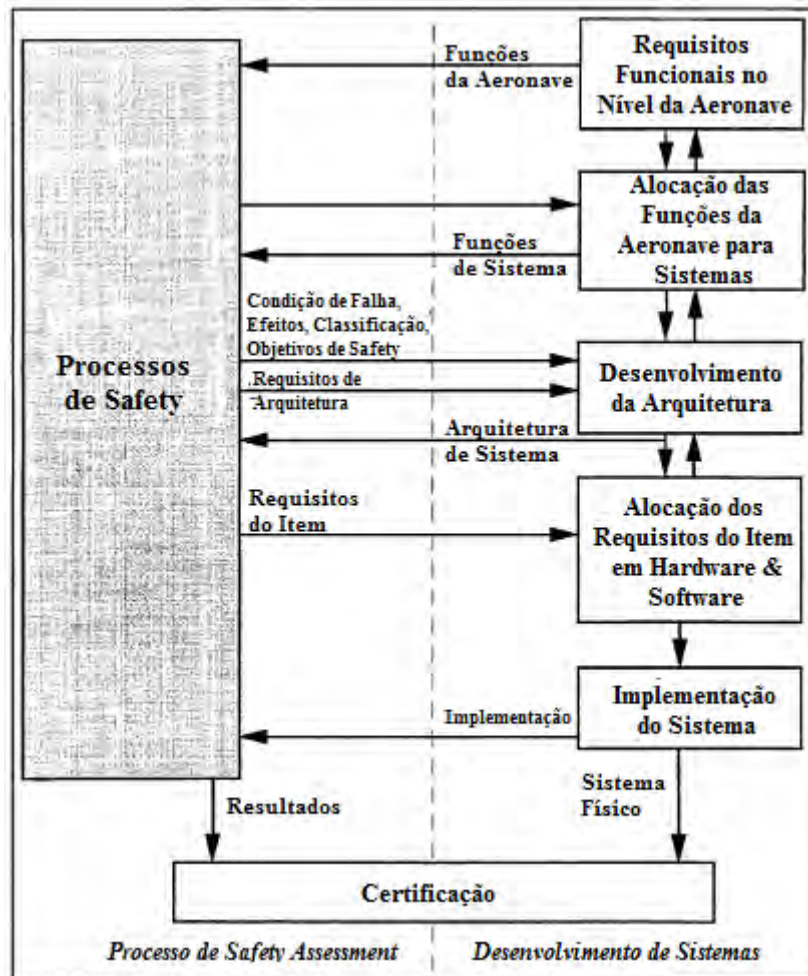 Requisitos
Funcionais no
Nível da Aeronave
Funções
da Aeronave
Alocação das
Funções da
Aeronave para
Sistemas
Funções
de Sistema
Condição de Falha,
Efeitos, Classificação,
Objetivos de Safety
Processos
de Safety
.Requisitos de
Arquitetura
Desenvolvimento
da Arquitetura
Arquitetura
de Sistema
Requisitos
do Item
Alocação dos
Requisitos do Item
em Hardware &
Software
Implementação
Implementação
do Sistema
Resultados
Sistema
Físico
Certificação
Processo de Safety Assessment
Desenvolvimento de Sistemas